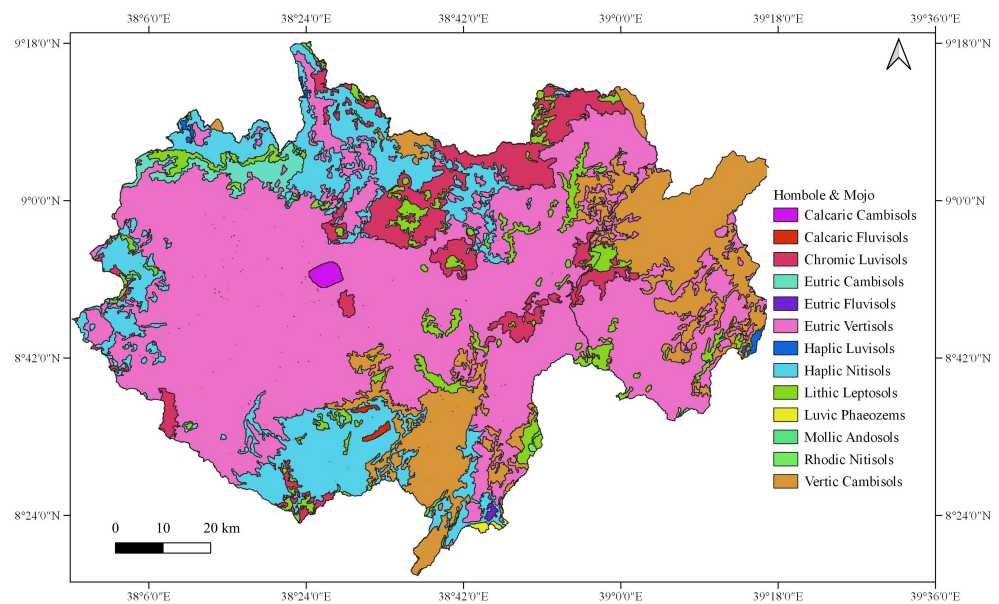 38°6′0″E 38°24′0″E 38°42′0″E 39°0′0″E 39°18′0″E 39°36′0″E
9°18′0″N 9°18′0″N
9°0′0″N 9°0′0″N
8°42′0″N 8°42′0″N
8°24′0″N 8°24′0″N
Hombole & Mojo
Calcaric Cambisols
Calcaric Fluvisols
Chromic Luvisols
Eutric Cambisols
Eutric Fluvisols
Eutric Vertisols
Haplic Luvisols
Haplic Nitisols
Lithic Leptosols
Luvic Phaeozems
Mollic Andosols
Rhodic Nitisols
Vertic Cambisols
0 10 20 km
38°6′0″E 38°24′0″E 38°42′0″E 39°0′0″E 39°18′0″E 39°36′0″E